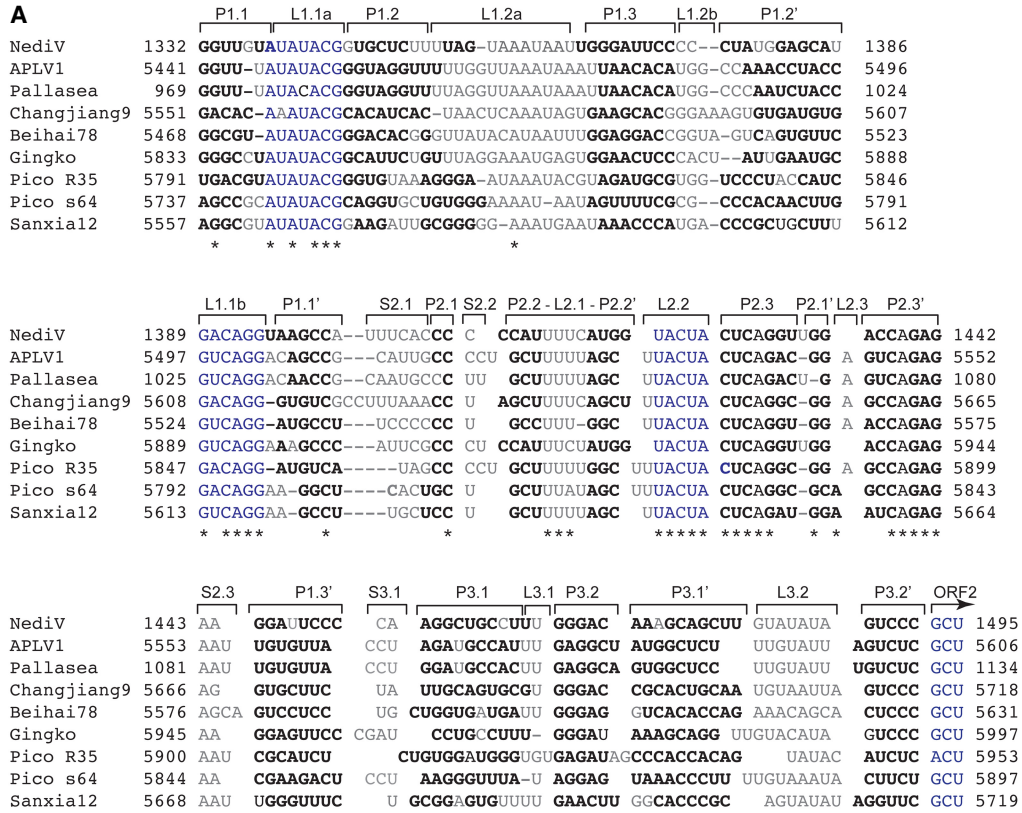 A
P1.1 L1.1a P1.2 L1.2a P1.3 L1.2b P1.2’
NediV 1332 GGUUGUAUAUACGGUGCUCUUUUAG-UAAAUAAUUGGGAUUCCCC--CUAUGGAGCAU 1386
APLV1 5441 GGUU-UAUAUACGGGUAGGUUUUUGGUUAAAUAAAUUAACACAUGG-CCAAACCUACC 5496
Pallasea 969 GGUU-UAUACACGGGUAGGUUUUAGGUUAAAUAAAUUAACACAUGG-CCCAAUCUACC 1024
Changjiang9 5551 GACAC-AAAUACGCACAUCAC-UAACUCAAAUAUGUGAAGCACGGGAAAGUGUGAUGUG 5607
Beihai78 5468 GGCGU-AUAUACGGGACACGGGUUAUACAUAAUUUGGAGGACCGGUA-GUCAGUGUUC 5523
Gingko 5833 GGGCCUAUAUACGGCAUUCUGUUUAGGAAAUGAGUGGAACUCCCACU--AUUGAAUGC 5888
Pico R35 5791 UGACGUAUAUACGGGUGUAAAGGGA-AUAAAUACGUAGAUGCGUGG-UCCCUACCAUC 5846
Pico s64 5737 AGCCGCAUAUACGCAGGUGCUGUGGGAAAAU-AAUAGUUUUCGCG--CCCACAACUUG 5791
Sanxia12 5557 AGGCGUAUAUACGGAAGAUUGCGGGGG-AAAUGAAUAAACCCAUGA-CCCGCUGCUUU 5612
* * * *** *
L1.1b P1.1’ S2.1 P2.1 S2.2 P2.2 - L2.1 - P2.2’ L2.2 P2.3 P2.1’ L2.3 P2.3’
NediV 1389 GACAGGUAAGCCA--UUUCACCC C CCAUUUUCAUGG UACUA CUCAGGUUGG ACCAGAG 1442
APLV1 5497 GUCAGGACAGCCG---CAUUGCC CCU GCUUUUUAGC UUACUA CUCAGAC-GG A GUCAGAG 5552
Pallasea 1025 GUCAGGACAACCG---CAAUGCCC UU GCUUUUUAGC UUACUA CUCAGACU-G A GUCAGAG 1080
Changjiang9 5608 GUCAGG-GUGUCGCCUUUAAACC U AGCUUUUCAGCU UUACUA CUCAGGC-GG A GCCAGAG 5665
Beihai78 5524 GUCAGG-AUGCCU---UCCCCCC U GCCUUU-GGC UUACUA CUCAGGU-GG A ACCAGAG 5575
Gingko 5889 GUCAGGAAAGCCC---AUUCGCC CU CCAUUUCUAUGG UACUA CUCAGGUUGG ACCAGAG 5944
Pico R35 5847 GACAGG-AUGUCA-----UAGCC CCU GCUUUUUGGC UUUACUA CUCAGGC-GG A GCCAGAG 5899
Pico s64 5792 GACAGGAA-GGCU----CACUGC U GCUUUAUAGC UUUACUA CUCAGGC-GCA GCCAGAG 5843
Sanxia12 5613 GUCAGGAA-GCCU----UGCUCC U GCUUUUUAGC UUACUA CUCAGAU-GGA AUCAGAG 5664
* **** * * *** ***** ***** * * *****
S2.3 P1.3’ S3.1 P3.1 L3.1 P3.2 P3.1’ L3.2 P3.2’ ORF2
NediV 1443 AA GGAUUCCC CA AGGCUGCCUUUU GGGAC AAAGCAGCUU GUAUAUA GUCCC GCU 1495
APLV1 5553 AAU UGUGUUA CCU AGAUGCCAUUU GAGGCU AUGGCUCU UUGUAUU AGUCUC GCU 5606
Pallasea 1081 AAU UGUGUUA CCU GGAUGCCACUU GAGGCA GUGGCUCC UUGUAUU UGUCUC GCU 1134
Changjiang9 5666 AG GUGCUUC UA UUGCAGUGCGU GGGAC CGCACUGCAA UGUAAUUA GUCCC GCU 5718
Beihai78 5576 AGCA GUCCUCC UG CUGGUGAUGAUU GGGAG GUCACACCAG AAACAGCA CUCCC GCU 5631
Gingko 5945 AA GGAGUUCC CGAU CCUGCCUUU- GGGAU AAAGCAGG UUGUACAUA GUCCC GCU 5997
Pico R35 5900 AAU CGCAUCU CUGUGGAUGGGUGUGAGAUAGCCCACCACAG UAUAC AUCUC ACU 5953
Pico s64 5844 AA CGAAGACU CCU AAGGGUUUA-U AGGAG UAAACCCUU UUGUAAAUA CUUCU GCU 5897
Sanxia12 5668 AAU UGGGUUUC U GCGGAGUGUUUU GAACUU GGCACCCGC AGUAUAU AGGUUC GCU 5719